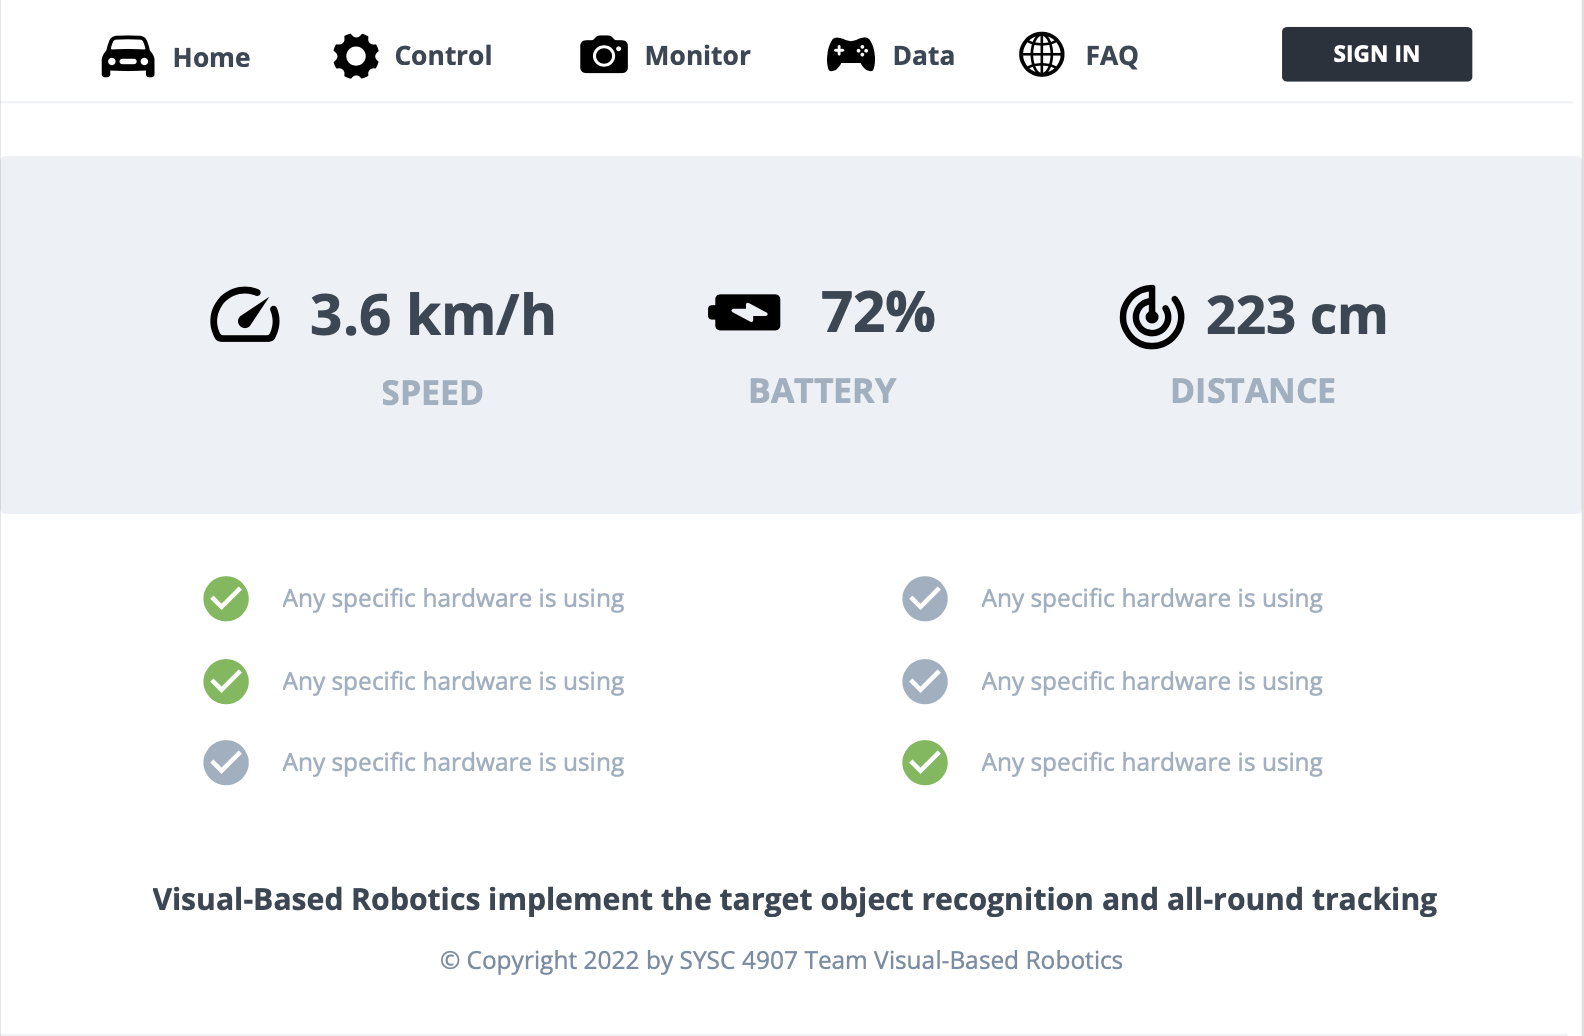 Home Control Monitor Data FAQ SIGN IN
3.6 km/h 72% 223 cm
SPEED BATTERY DISTANCE
Any specific hardware is using Any specific hardware is using
Any specific hardware is using Any specific hardware is using
Any specific hardware is using Any specific hardware is using
Visual-Based Robotics implement the target object recognition and all-round tracking
© Copyright 2022 by SYSC 4907 Team Visual-Based Robotics